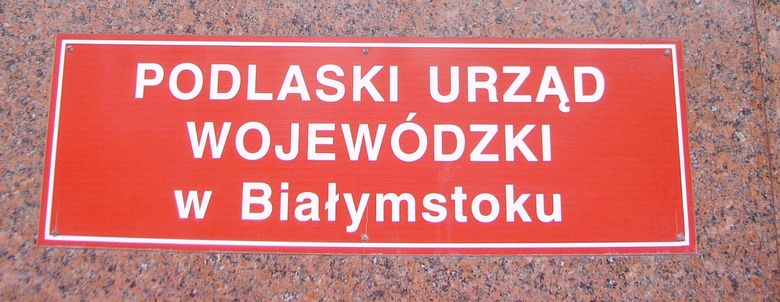 PODLASKI URZĄD
WOJEWÓDZKI
w Białymstoku